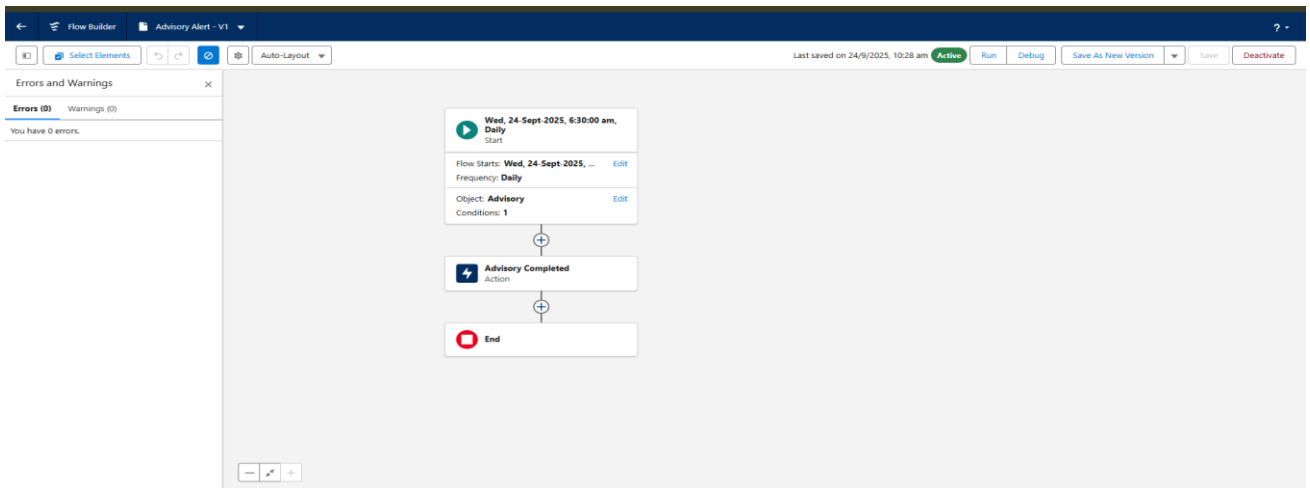 Flow Builder
Advisory Alert - V1
? -
Select Elements
Auto-Layout
Last saved on 24/9/2025, 10:28 am
Active
Run
Debug
Save As New Version
Save
Deactivate
Errors and Warnings
Errors (0)
Warnings (0)
You have 0 errors.
Wed, 24-Sept-2025, 6:30:00 am,
Daily
Start
Flow Starts: Wed, 24-Sept-2025, ...
Edit
Frequency: Daily
Object: Advisory
Edit
Conditions: 1
Advisory Completed
Action
End